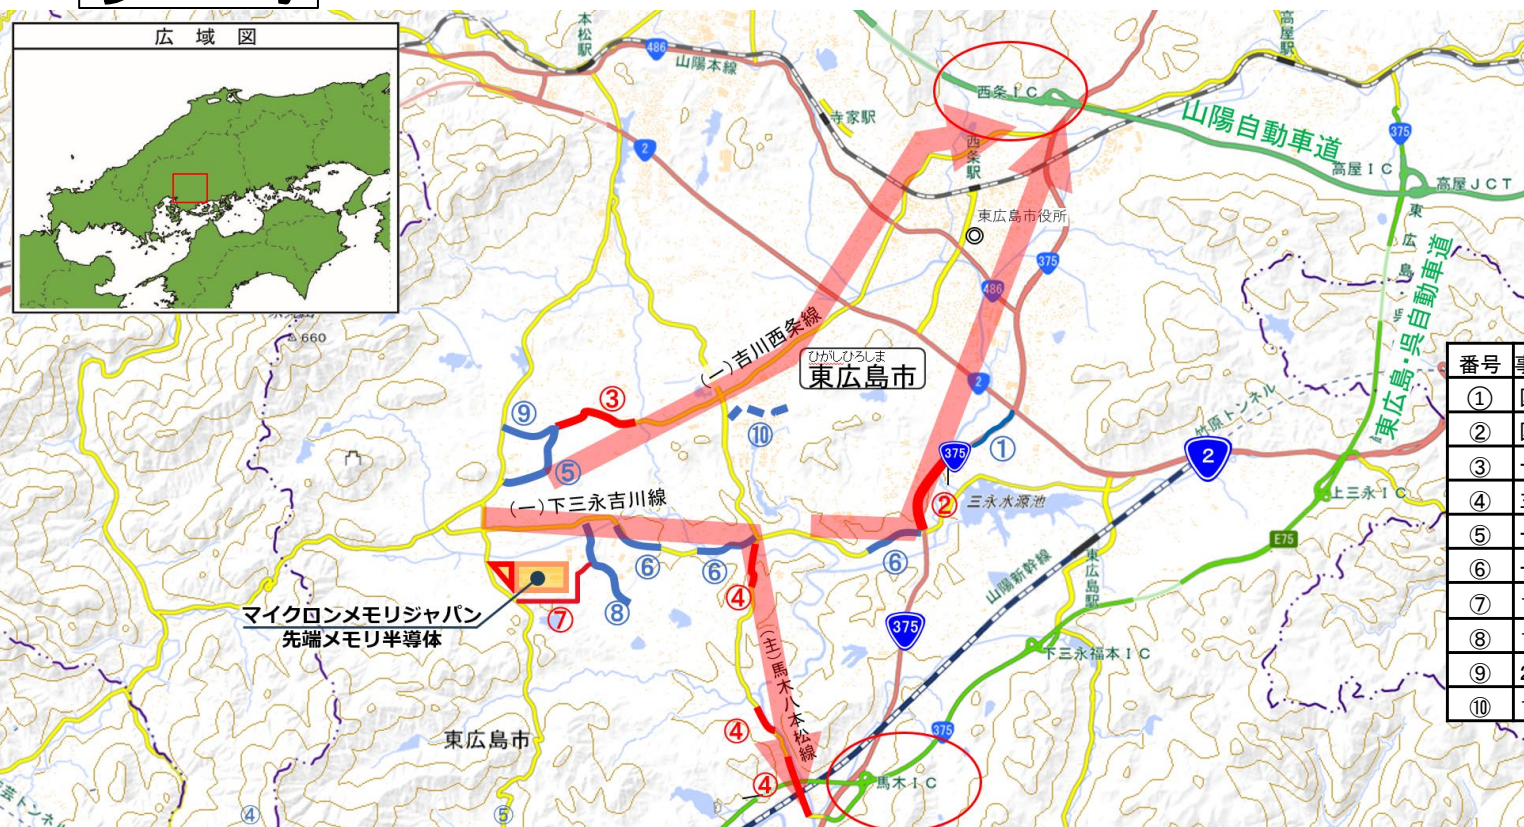 広域図
本松駅
486
山陽本線
寺家駅
西条IC
西条駅
高屋駅
山陽自動車道
375
高屋IC
高屋JCT
東広島・呉自動車道
東広島市役所
2
375
486
660
(一)吉川西条線
ひがしひろしま
東広島市
2
竹原トンネル
2
⑨
③
⑩
⑤
375
①
②
三永水源池
上三永IC
E75
(一)下三永吉川線
⑥
⑥
⑥
④
⑦
⑧
マイクロンメモリジャパン
先端メモリ半導体
山陽新幹線
東広島駅
375
下三永福本IC
(主)馬木八本松線
④
④
375
馬木IC
東広島市
④
⑤
芸トンネル
番号
①
②
③
④
⑤
⑥
⑦
⑧
⑨
⑩